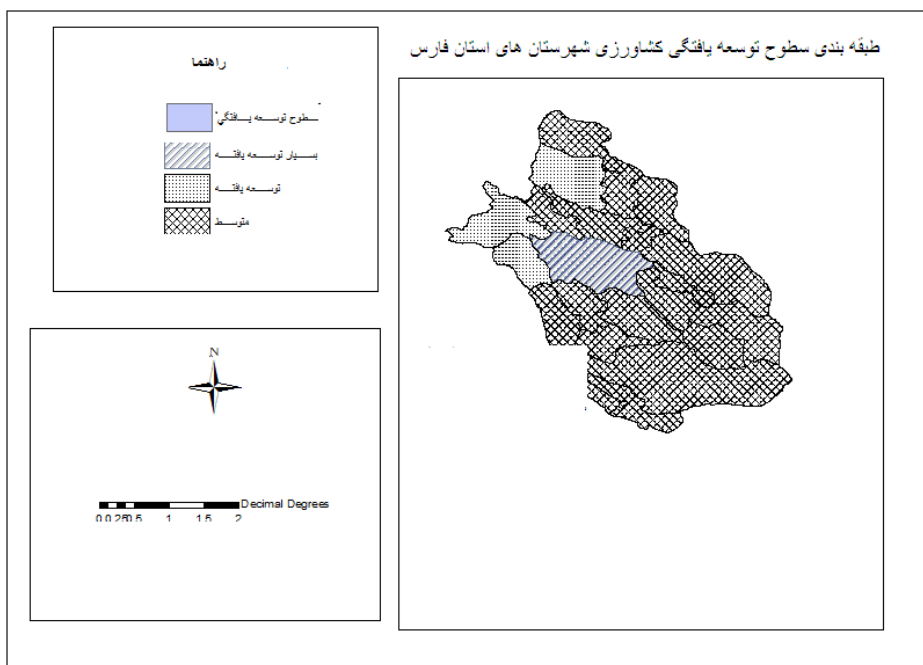 طبقه بندی سطوح توسعه یافتگی کشاورزی شهرستان های استان فارس
راهنما
سطوح توسعه یافتگی
بسیار توسعه یافته
توسعه یافته
متوسط
N
Decimal Degrees
0 0.25 0.5 1 1.5 2